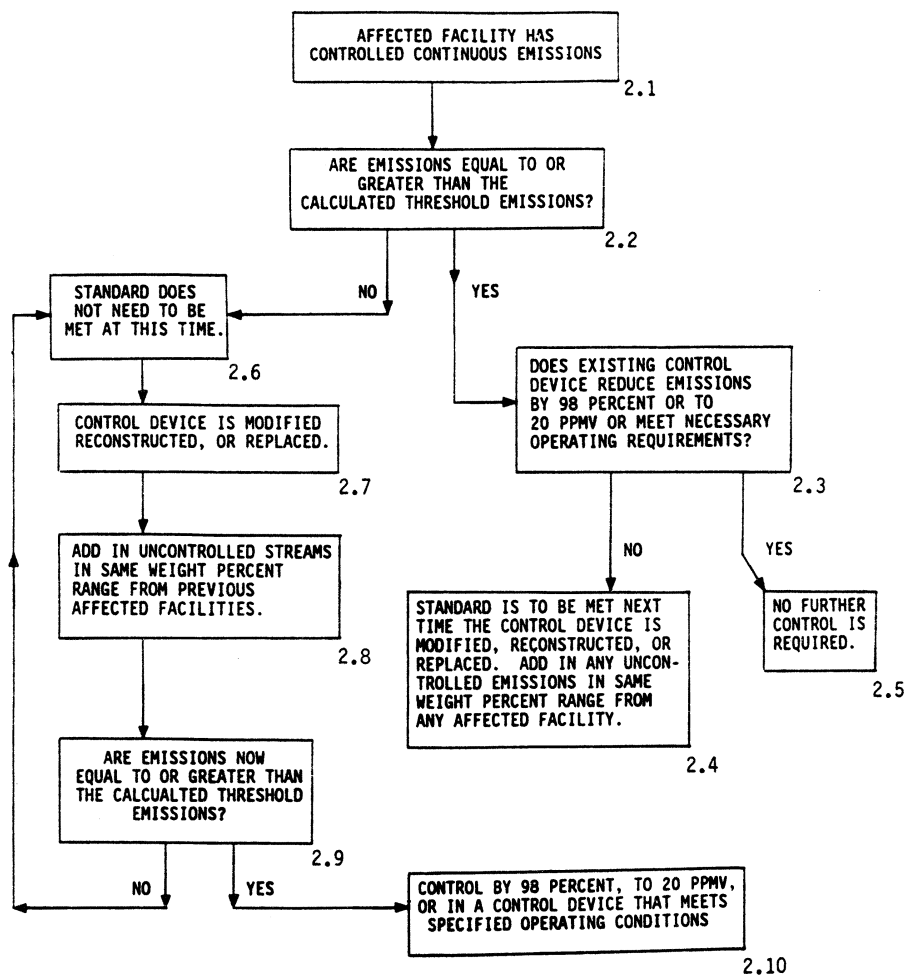 AFFECTED FACILITY HAS
CONTROLLED CONTINUOUS EMISSIONS
2.1
ARE EMISSIONS EQUAL TO OR
GREATER THAN THE
CALCULATED THRESHOLD EMISSIONS?
2.2
NO
YES
STANDARD DOES
NOT NEED TO BE
MET AT THIS TIME.
2.6
DOES EXISTING CONTROL
DEVICE REDUCE EMISSIONS
BY 98 PERCENT OR TO
20 PPMV OR MEET NECESSARY
OPERATING REQUIREMENTS?
2.3
CONTROL DEVICE IS MODIFIED
RECONSTRUCTED, OR REPLACED.
2.7
NO
YES
ADD IN UNCONTROLLED STREAMS
IN SAME WEIGHT PERCENT
RANGE FROM PREVIOUS
AFFECTED FACILITIES.
2.8
STANDARD IS TO BE MET NEXT
TIME THE CONTROL DEVICE IS
MODIFIED, RECONSTRUCTED, OR
REPLACED. ADD IN ANY UNCON-
TROLLED EMISSIONS IN SAME
WEIGHT PERCENT RANGE FROM
ANY AFFECTED FACILITY.
2.4
NO FURTHER
CONTROL IS
REQUIRED.
2.5
ARE EMISSIONS NOW
EQUAL TO OR GREATER THAN
THE CALCUALTED THRESHOLD
EMISSIONS?
2.9
NO
YES
CONTROL BY 98 PERCENT, TO 20 PPMV,
OR IN A CONTROL DEVICE THAT MEETS
SPECIFIED OPERATING CONDITIONS
2.10